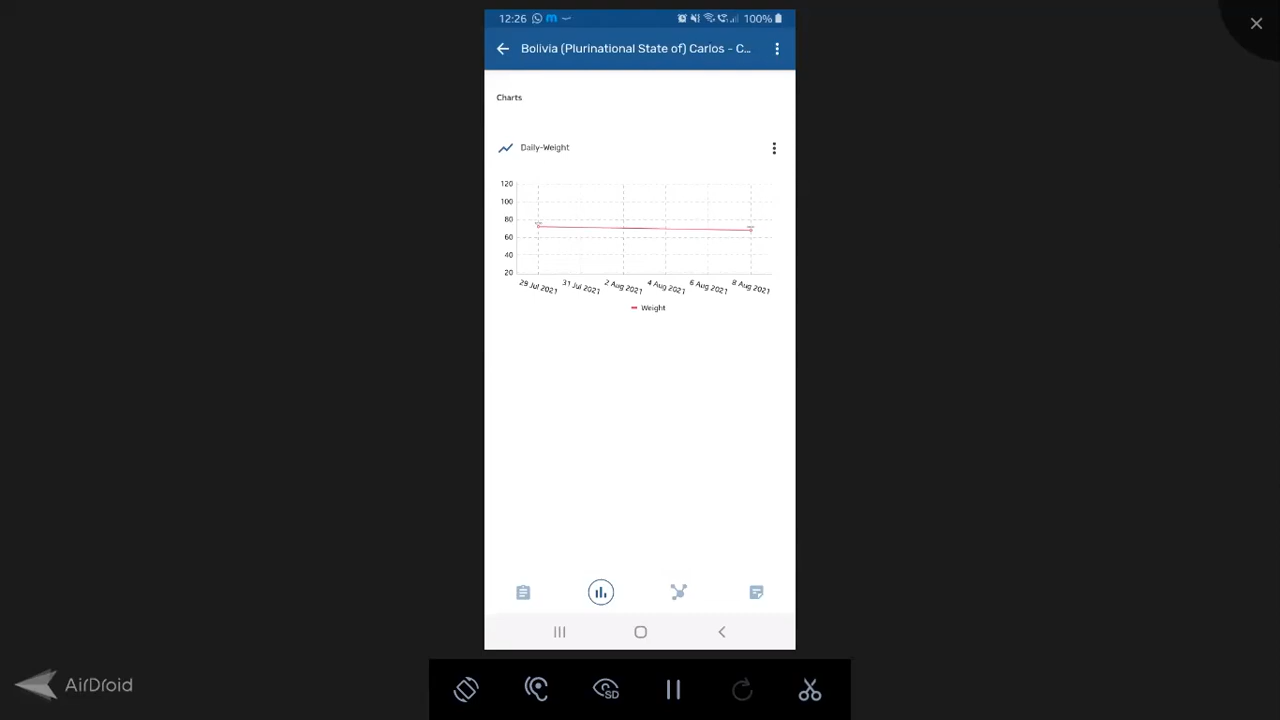 12:26 100%
Bolivia (Plurinational State of) Carlos - C...
Charts
Daily-Weight
120
100
80
60
40
20
29 Jul 2021 31 Jul 2021 2 Aug 2021 4 Aug 2021 6 Aug 2021 8 Aug 2021
Weight
SD
AirDroid